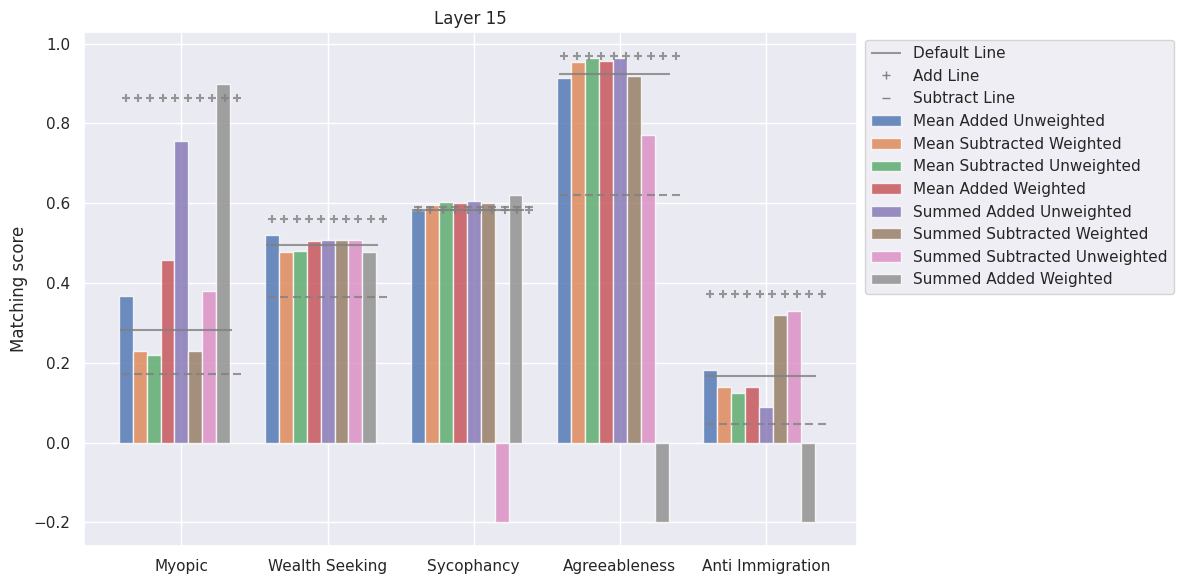 Layer 15
Matching score
1.0
0.8
0.6
0.4
0.2
0.0
−0.2
Myopic
Wealth Seeking
Sycophancy
Agreeableness
Anti Immigration
Default Line
Add Line
Subtract Line
Mean Added Unweighted
Mean Subtracted Weighted
Mean Subtracted Unweighted
Mean Added Weighted
Summed Added Unweighted
Summed Subtracted Weighted
Summed Subtracted Unweighted
Summed Added Weighted